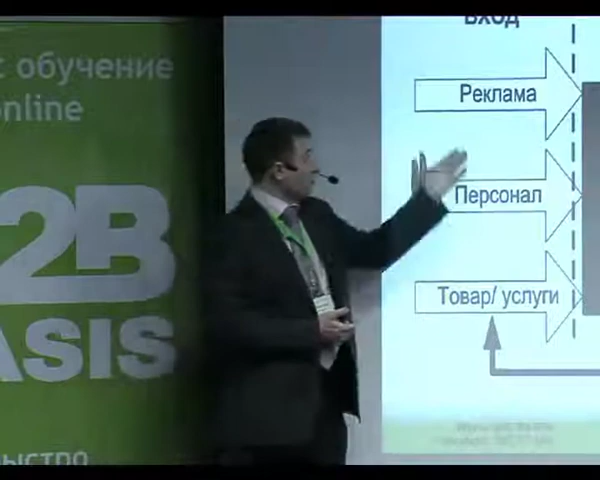 обучение
online
2B
ASIS
ыстро
ВХОД
Реклама
Персонал
Товар/ услуги